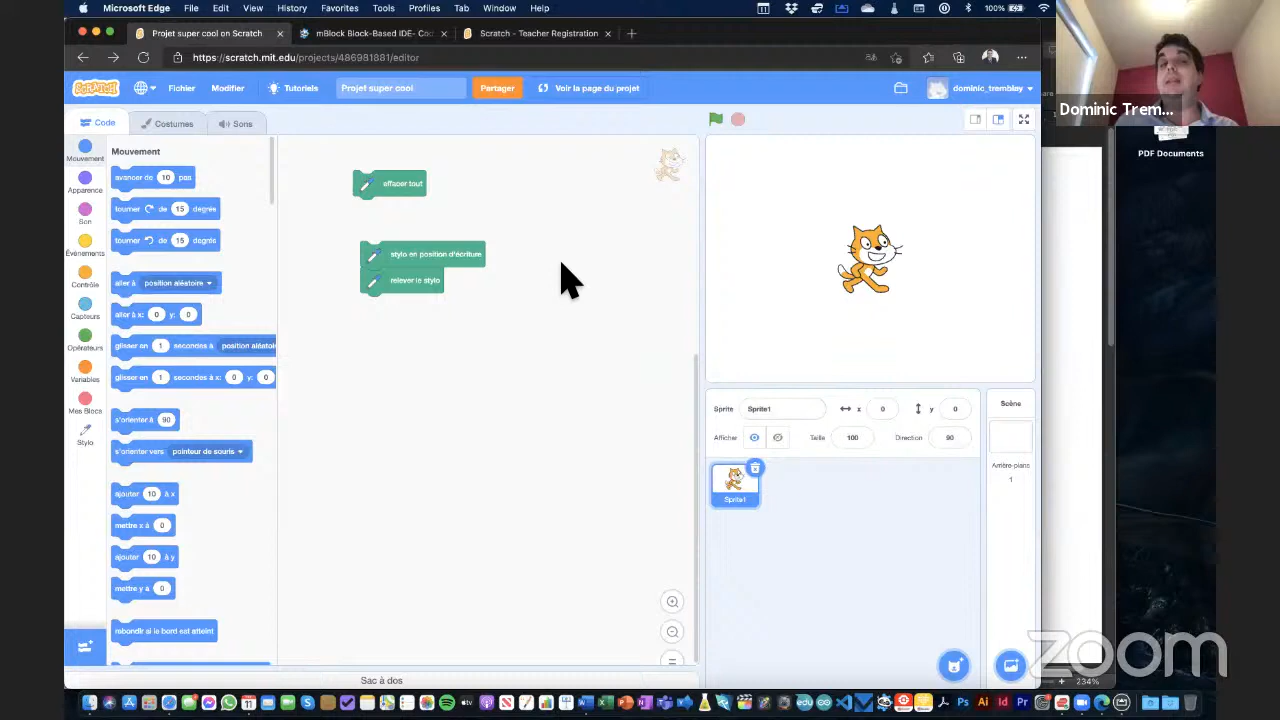 Microsoft Edge File Edit View History Favorites Tools Profiles Tab Window Help
100%
Projet super cool on Scratch
mBlock Block-Based IDE- Cod
Scratch - Teacher Registration
https://scratch.mit.edu/projects/486981881/editor
SCRATCH
Fichier
Modifier
Tutoriels
Projet super cool
Partager
Voir la page du projet
dominic_tremblay
Dominic Trem...
PDF Documents
Code
Costumes
Sons
Mouvement
Apparence
Son
Événements
Contrôle
Capteurs
Opérateurs
Variables
Mes Blocs
Stylo
Mouvement
avancer de 10 pas
tourner de 15 degrés
tourner de 15 degrés
aller à position aléatoire
aller à x: 0 y: 0
glisser en 1 secondes à position aléatoi
glisser en 1 secondes à x: 0 y: 0
s'orienter à 90
s'orienter vers pointeur de souris
ajouter 10 à x
mettre x à 0
ajouter 10 à y
mettre y à 0
rebondir si le bord est atteint
effacer tout
stylo en position d'écriture
relever le stylo
Sprite Sprite1 x 0 y 0
Afficher Taille 100 Direction 90
Sprite1
Scène
Arrière-plans
1
Sac à dos
234%
zoom